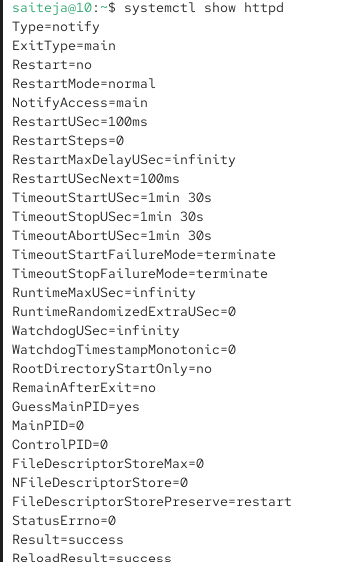 saiteja@10:~$ systemctl show httpd
Type=notify
ExitType=main
Restart=no
RestartMode=normal
NotifyAccess=main
RestartUSec=100ms
RestartSteps=0
RestartMaxDelayUSec=infinity
RestartUSecNext=100ms
TimeoutStartUSec=1min 30s
TimeoutStopUSec=1min 30s
TimeoutAbortUSec=1min 30s
TimeoutStartFailureMode=terminate
TimeoutStopFailureMode=terminate
RuntimeMaxUSec=infinity
RuntimeRandomizedExtraUSec=0
WatchdogUSec=infinity
WatchdogTimestampMonotonic=0
RootDirectoryStartOnly=no
RemainAfterExit=no
GuessMainPID=yes
MainPID=0
ControlPID=0
FileDescriptorStoreMax=0
NFileDescriptorStore=0
FileDescriptorStorePreserve=restart
StatusErrno=0
Result=success
ReloadResult=success